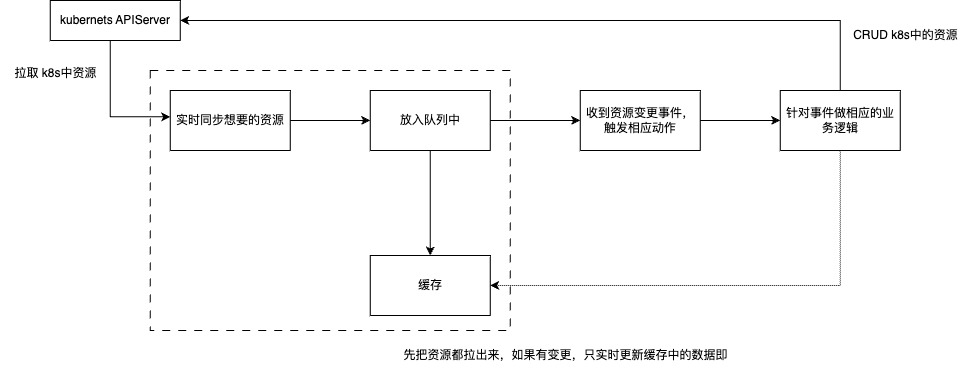 kubernets APIServer
CRUD k8s中的资源
拉取 k8s中资源
实时同步想要的资源
放入队列中
收到资源变更事件，
触发相应动作
针对事件做相应的业
务逻辑
缓存
先把资源都拉出来，如果有变更，只实时更新缓存中的数据即